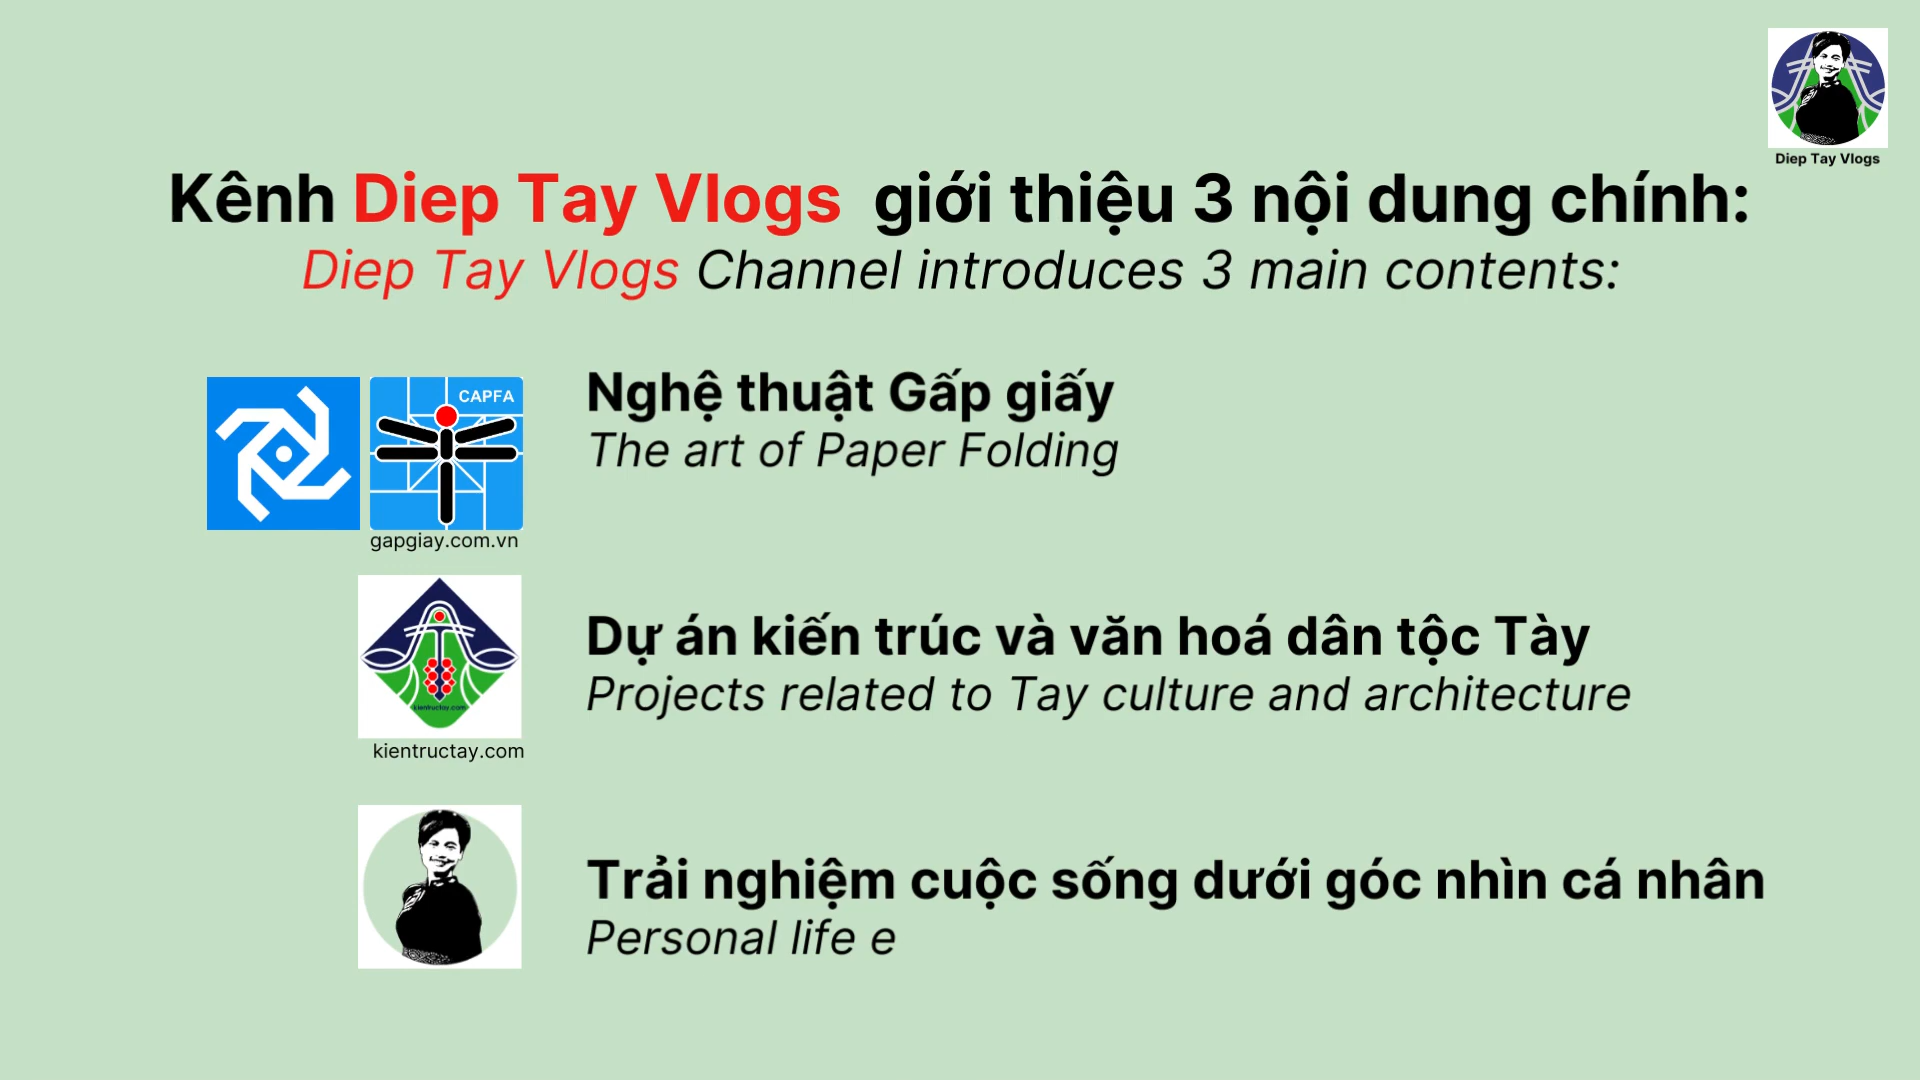 Diep Tay Vlogs
Kênh Diep Tay Vlogs giới thiệu 3 nội dung chính:
Diep Tay Vlogs Channel introduces 3 main contents:
CAPFA
gapgiay.com.vn
Nghệ thuật Gấp giấy
The art of Paper Folding
kientructay.com
kientructay.com
Dự án kiến trúc và văn hoá dân tộc Tày
Projects related to Tay culture and architecture
Trải nghiệm cuộc sống dưới góc nhìn cá nhân
Personal life e